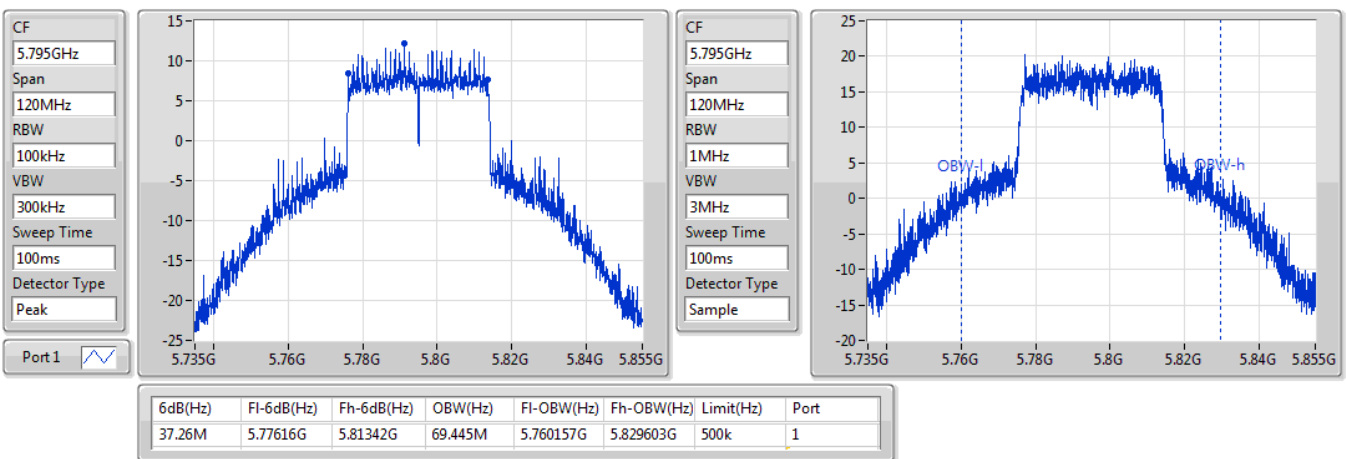 CF
5.795GHz
Span
120MHz
RBW
100kHz
VBW
300kHz
Sweep Time
100ms
Detector Type
Peak
Port 1
15
10
5
0
-5
-10
-15
-20
-25
5.735G 5.76G 5.78G 5.8G 5.82G 5.84G 5.855G
CF
5.795GHz
Span
120MHz
RBW
1MHz
VBW
3MHz
Sweep Time
100ms
Detector Type
Sample
25
20
15
10
5
0
-5
-10
-15
-20
OBW-l OBW-h
5.735G 5.76G 5.78G 5.8G 5.82G 5.84G 5.855G
6dB(Hz) Fl-6dB(Hz) Fh-6dB(Hz) OBW(Hz) Fl-OBW(Hz) Fh-OBW(Hz) Limit(Hz) Port
37.26M 5.77616G 5.81342G 69.445M 5.760157G 5.829603G 500k 1